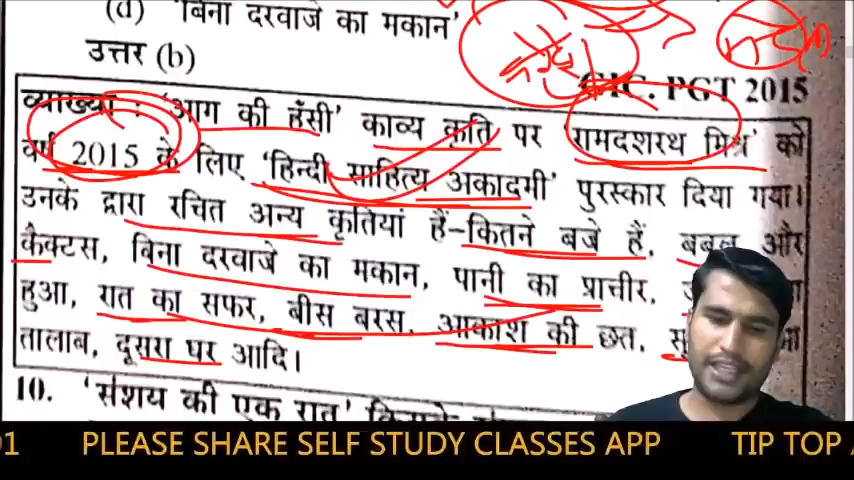 (d) 'बिना दरवाजे का मकान'
उत्तर (b)
GIC. PGT 2015
व्याख्या : 'आग की हँसी' काव्य कृति पर 'रामदशरथ मिश्र' को
वर्ष 2015 के लिए 'हिन्दी साहित्य अकादमी' पुरस्कार दिया गया।
उनके द्वारा रचित अन्य कृतियां हैं-कितने बजे हैं, बबूल और
कैक्टस, बिना दरवाजे का मकान, पानी का प्राचीर,
हुआ, रात का सफर, बीस बरस, आकाश की छत,
तालाब, दूसरा घर आदि।
10. 'संशय की एक रात'
01 PLEASE SHARE SELF STUDY CLASSES APP TIP TOP